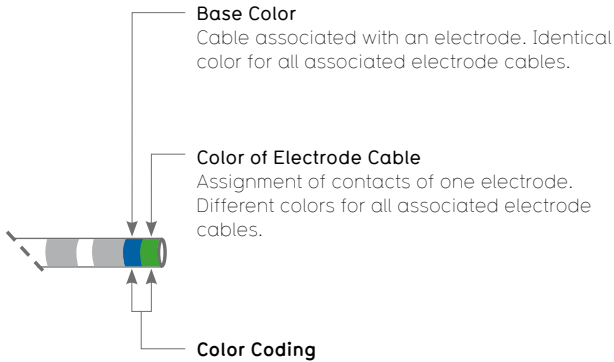 Base Color
Cable associated with an electrode. Identical
color for all associated electrode cables.
Color of Electrode Cable
Assignment of contacts of one electrode.
Different colors for all associated electrode
cables.
Color Coding